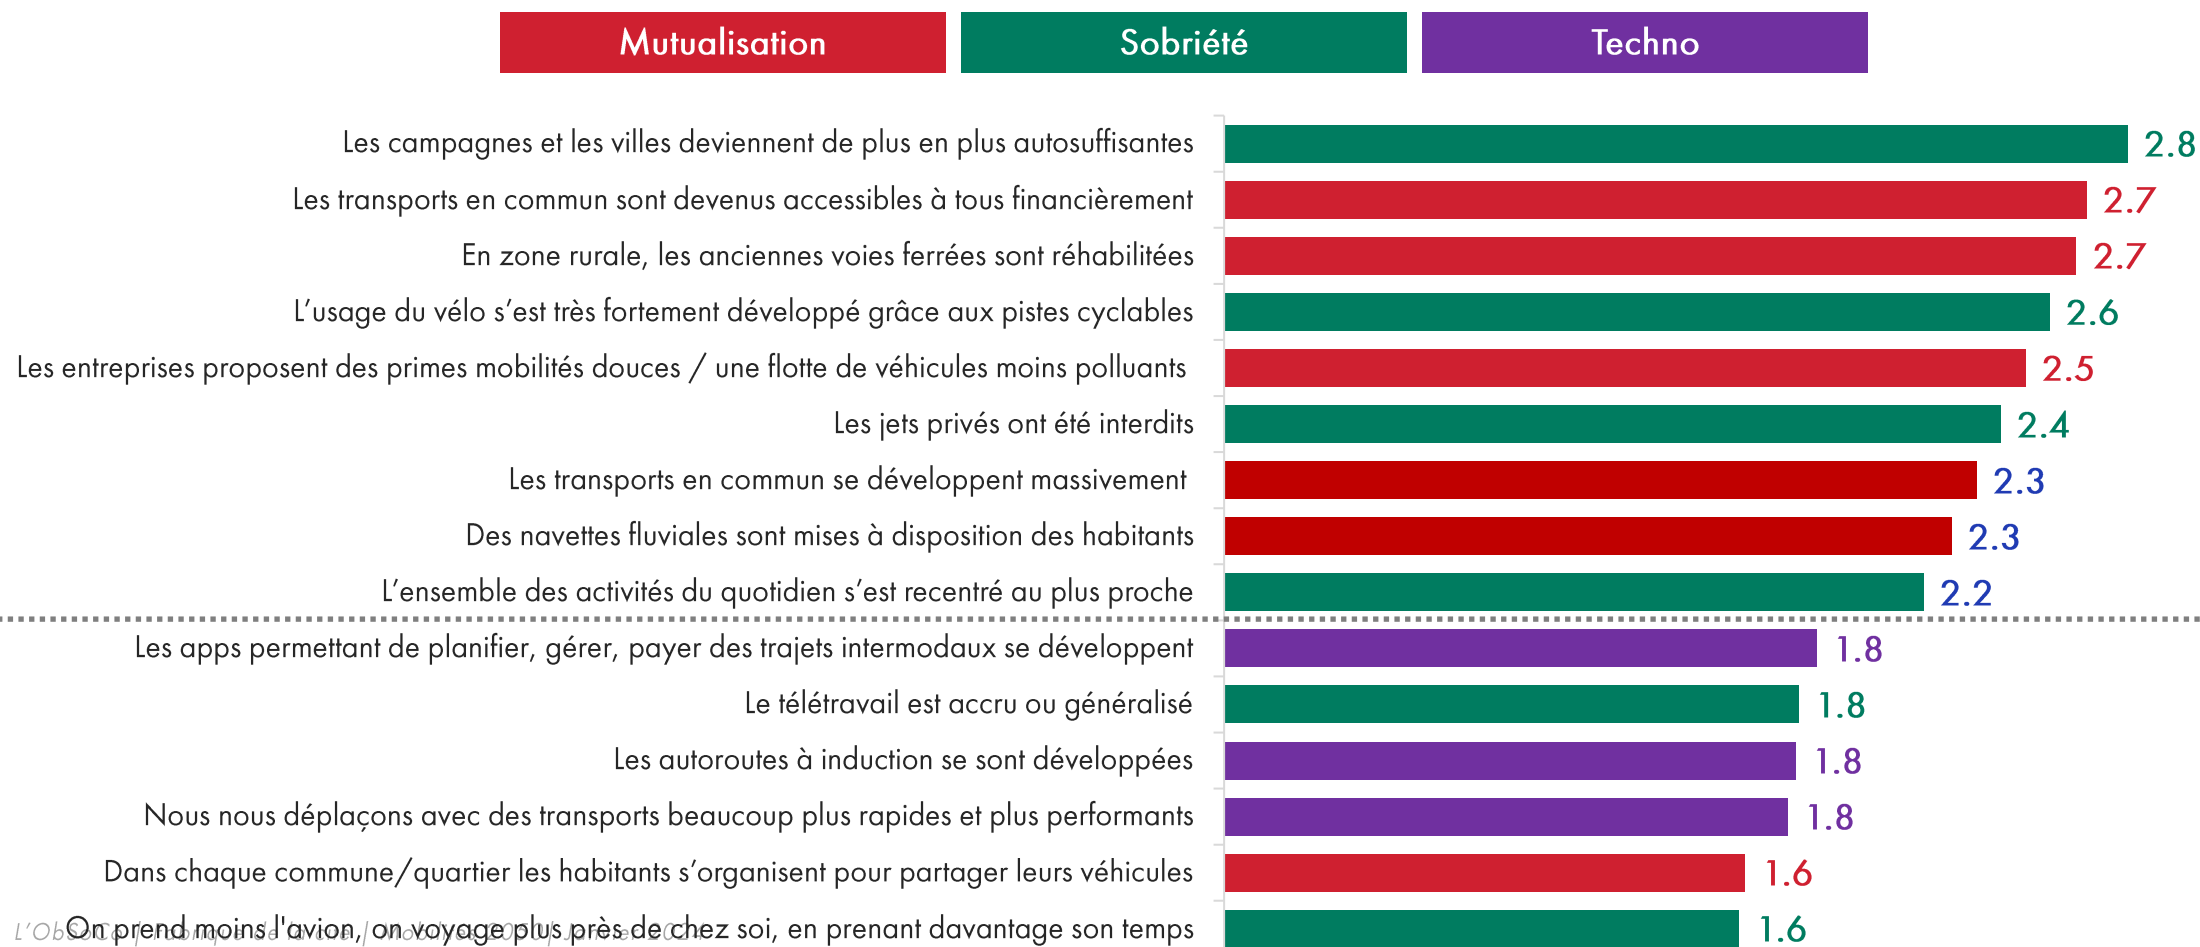 Mutualisation
Sobriété
Techno
Les campagnes et les villes deviennent de plus en plus autosuffisantes 2.8
Les transports en commun sont devenus accessibles à tous financièrement 2.7
En zone rurale, les anciennes voies ferrées sont réhabilitées 2.7
L’usage du vélo s’est très fortement développé grâce aux pistes cyclables 2.6
Les entreprises proposent des primes mobilités douces / une flotte de véhicules moins polluants 2.5
Les jets privés ont été interdits 2.4
Les transports en commun se développent massivement 2.3
Des navettes fluviales sont mises à disposition des habitants 2.3
L’ensemble des activités du quotidien s’est recentré au plus proche 2.2
Les apps permettant de planifier, gérer, payer des trajets intermodaux se développent 1.8
Le télétravail est accru ou généralisé 1.8
Les autoroutes à induction se sont développées 1.8
Nous nous déplaçons avec des transports beaucoup plus rapides et plus performants 1.8
Dans chaque commune/quartier les habitants s’organisent pour partager leurs véhicules 1.6
On prend moins l'avion, on voyage plus près de chez soi, en prenant davantage son temps 1.6
L’ObSoCo | Fabrique de la cité |